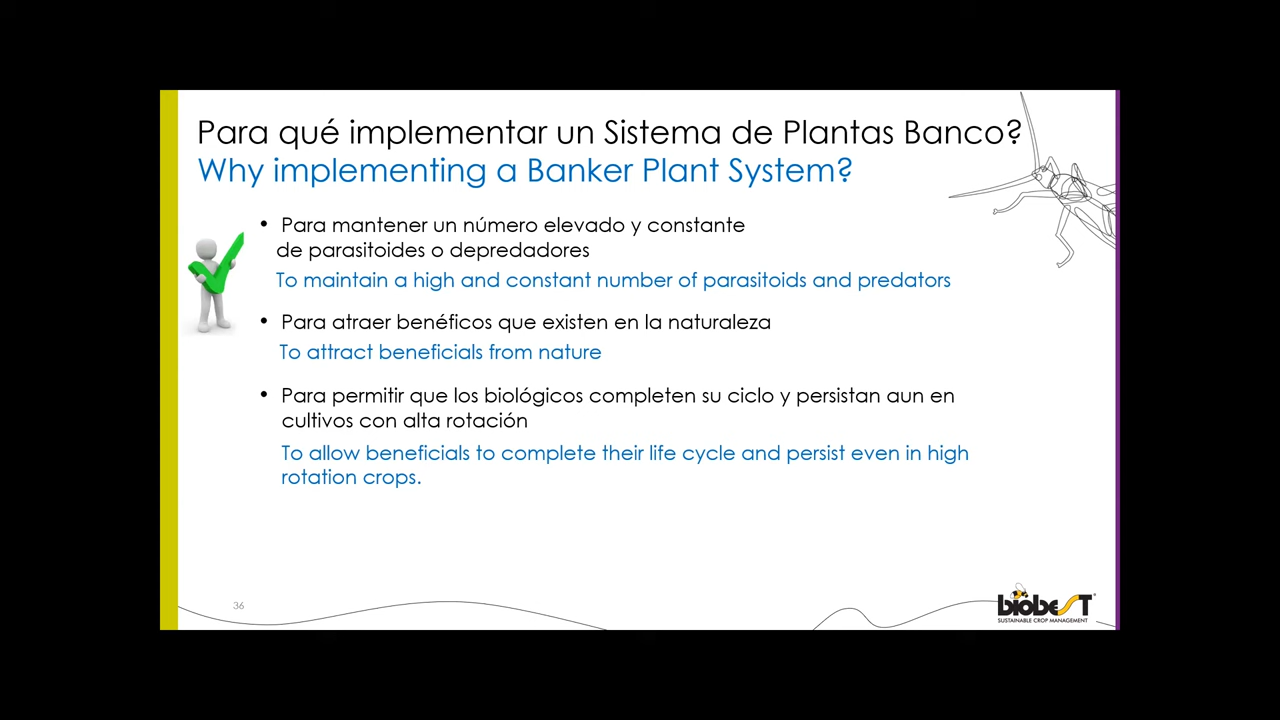 Para qué implementar un Sistema de Plantas Banco?
Why implementing a Banker Plant System?
• Para mantener un número elevado y constante
de parasitoides o depredadores
To maintain a high and constant number of parasitoids and predators
• Para atraer benéficos que existen en la naturaleza
To attract beneficials from nature
• Para permitir que los biológicos completen su ciclo y persistan aun en
cultivos con alta rotación
To allow beneficials to complete their life cycle and persist even in high
rotation crops.
36
biobesT®
SUSTAINABLE CROP MANAGEMENT